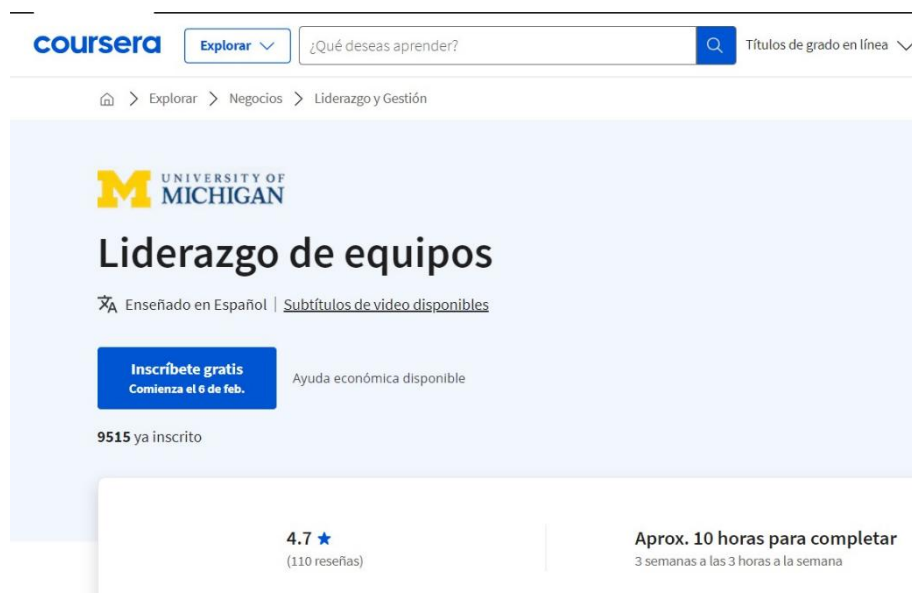 coursera
Explorar
¿Qué deseas aprender?
Títulos de grado en línea
Explorar > Negocios > Liderazgo y Gestión
M UNIVERSITY OF
MICHIGAN
Liderazgo de equipos
Enseñado en Español | Subtítulos de video disponibles
Inscríbete gratis
Comienza el 6 de feb.
Ayuda económica disponible
9515 ya inscrito
4.7 ★
(110 reseñas)
Aprox. 10 horas para completar
3 semanas a las 3 horas a la semana